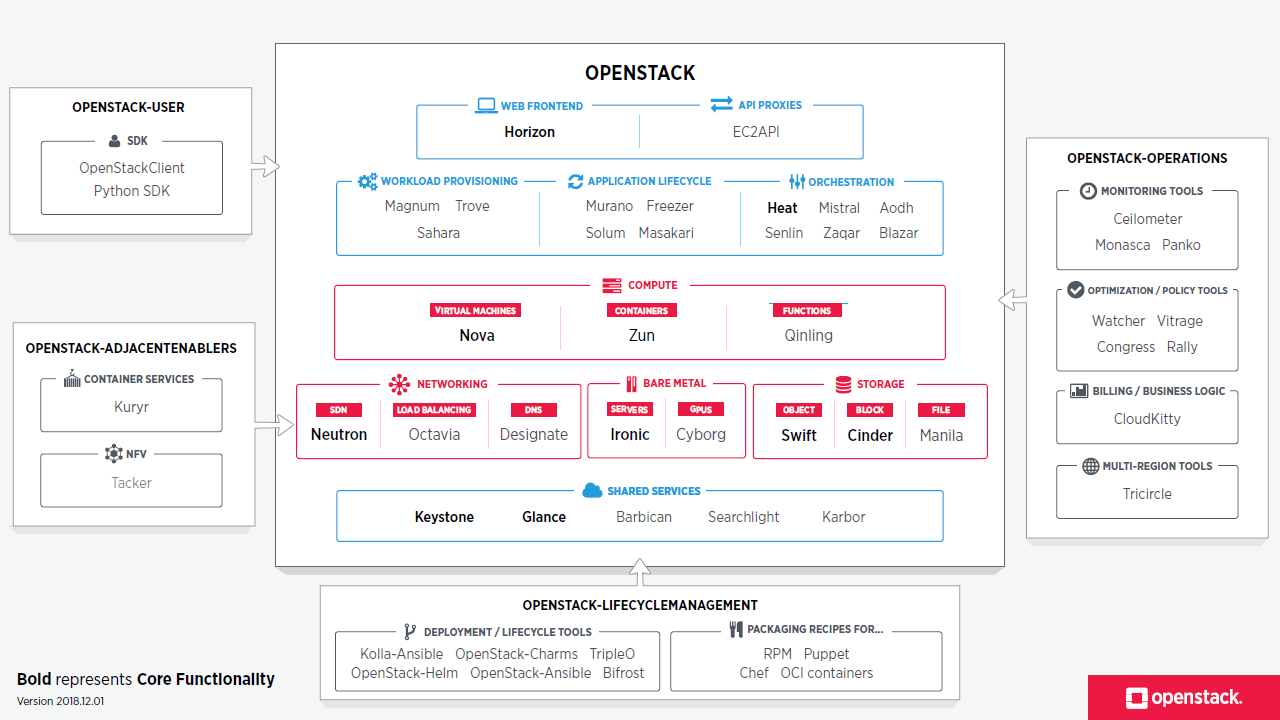 OPENSTACK
WEB FRONTEND
API PROXIES
Horizon
EC2API
WORKLOAD PROVISIONING
APPLICATION LIFECYCLE
ORCHESTRATION
Magnum Trove
Sahara
Murano Freezer
Solum Masakari
Heat Mistral Aodh
Senlin Zaqar Blazar
COMPUTE
VIRTUAL MACHINES
CONTAINERS
FUNCTIONS
Nova
Zun
Qinling
NETWORKING
SDN
LOAD BALANCING
DNS
Neutron
Octavia
Designate
BARE METAL
SERVERS
GPUS
Ironic
Cyborg
STORAGE
OBJECT
BLOCK
FILE
Swift
Cinder
Manila
SHARED SERVICES
Keystone Glance Barbican Searchlight Karbor
OPENSTACK-USER
SDK
OpenStackClient
Python SDK
OPENSTACK-ADJACENTENABLERS
CONTAINER SERVICES
Kuryr
NFV
Tacker
OPENSTACK-OPERATIONS
MONITORING TOOLS
Ceilometer
Monasca Panko
OPTIMIZATION / POLICY TOOLS
Watcher Vitrage
Congress Rally
BILLING / BUSINESS LOGIC
CloudKitty
MULTI-REGION TOOLS
Tricircle
OPENSTACK-LIFECYCLEMANAGEMENT
DEPLOYMENT / LIFECYCLE TOOLS
Kolla-Ansible OpenStack-Charms TripleO
OpenStack-Helm OpenStack-Ansible Bifrost
PACKAGING RECIPES FOR...
RPM Puppet
Chef OCI containers
Bold represents Core Functionality
Version 2018.12.01
openstack.